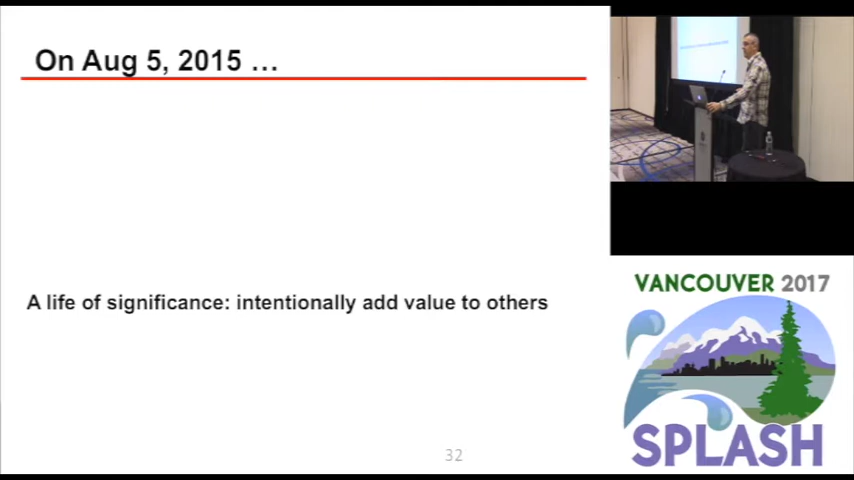 On Aug 5, 2015 …
A life of significance: intentionally add value to others
32
VANCOUVER 2017
SPLASH